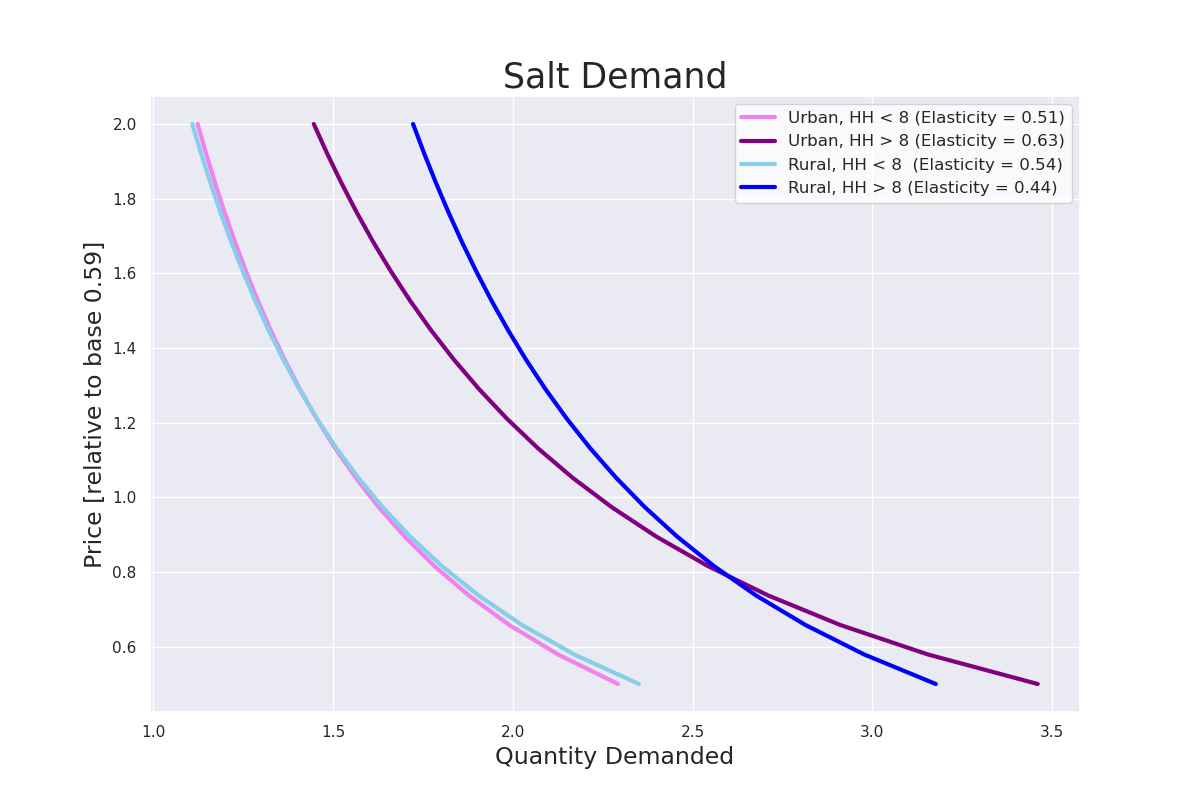 Salt Demand
Urban, HH < 8 (Elasticity = 0.51)
Urban, HH > 8 (Elasticity = 0.63)
Rural, HH < 8  (Elasticity = 0.54)
Rural, HH > 8 (Elasticity = 0.44)
Price [relative to base 0.59]
2.0
1.8
1.6
1.4
1.2
1.0
0.8
0.6
1.0 1.5 2.0 2.5 3.0 3.5
Quantity Demanded